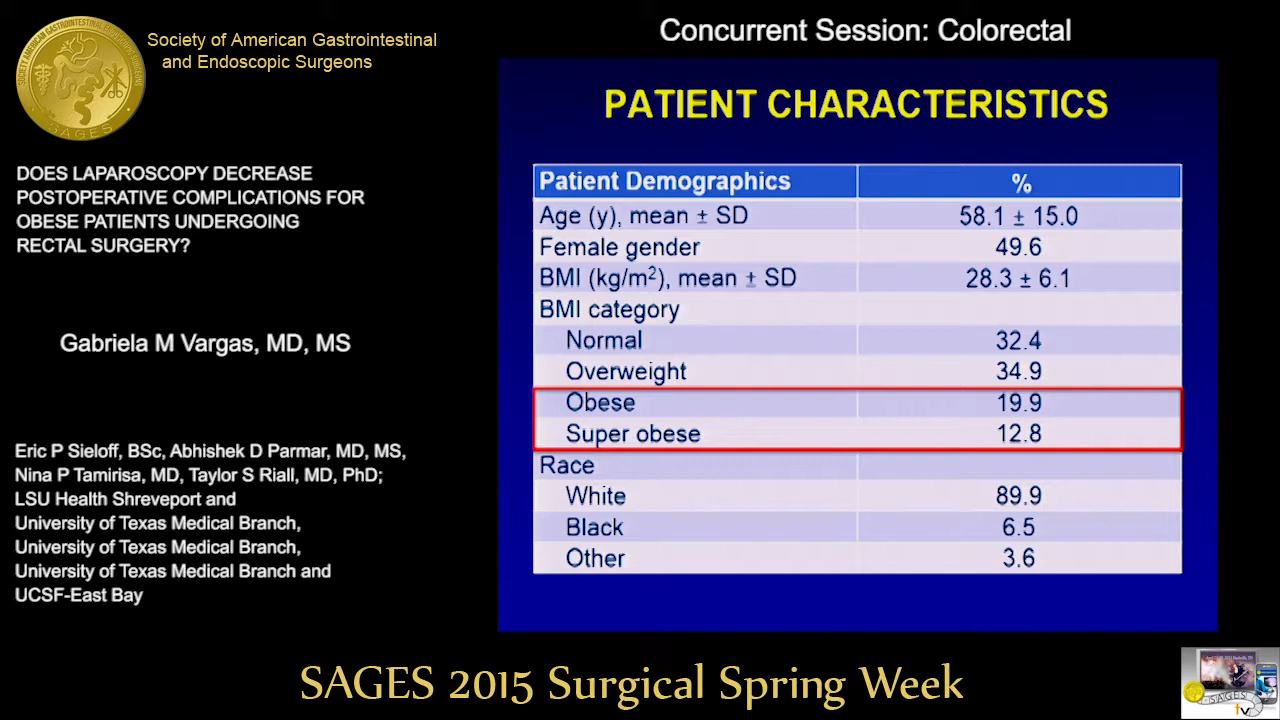 Society of American Gastrointestinal
and Endoscopic Surgeons
SAGES
DOES LAPAROSCOPY DECREASE
POSTOPERATIVE COMPLICATIONS FOR
OBESE PATIENTS UNDERGOING
RECTAL SURGERY?
Gabriela M Vargas, MD, MS
Eric P Sieloff, BSc, Abhishek D Parmar, MD, MS,
Nina P Tamirisa, MD, Taylor S Riall, MD, PhD;
LSU Health Shreveport and
University of Texas Medical Branch,
University of Texas Medical Branch,
University of Texas Medical Branch and
UCSF-East Bay
Concurrent Session: Colorectal
PATIENT CHARACTERISTICS
Patient Demographics %
Age (y), mean ± SD 58.1 ± 15.0
Female gender 49.6
BMI (kg/m²), mean ± SD 28.3 ± 6.1
BMI category
Normal 32.4
Overweight 34.9
Obese 19.9
Super obese 12.8
Race
White 89.9
Black 6.5
Other 3.6
SAGES 2015 Surgical Spring Week
SAGES
tv